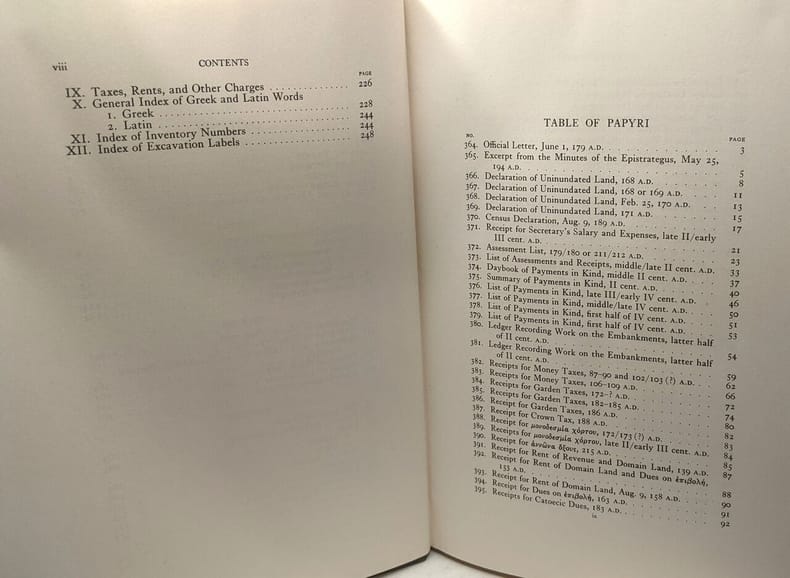 viii CONTENTS
PAGE
IX. Taxes, Rents, and Other Charges . . . . . . . . . . . . . . 226
X. General Index of Greek and Latin Words
1. Greek . . . . . . . . . . . . . . . . . . . . . . . . . . . . 228
2. Latin . . . . . . . . . . . . . . . . . . . . . . . . . . . . 244
XI. Index of Inventory Numbers . . . . . . . . . . . . . . . . 244
XII. Index of Excavation Labels . . . . . . . . . . . . . . . . 248
TABLE OF PAPYRI
NO. PAGE
364. Official Letter, June 1, 179 A.D. . . . . . . . . . . . . . 3
365. Excerpt from the Minutes of the Epistrategus, May 25,
194 A.D. . . . . . . . . . . . . . . . . . . . . . . . . 5
366. Declaration of Uninundated Land, 168 A.D. . . . . . . . . 8
367. Declaration of Uninundated Land, 168 or 169 A.D. . . . . . 11
368. Declaration of Uninundated Land, Feb. 25, 170 A.D. . . . . 13
369. Declaration of Uninundated Land, 171 A.D. . . . . . . . . 15
370. Census Declaration, Aug. 9, 189 A.D. . . . . . . . . . . . 17
371. Receipt for Secretary's Salary and Expenses, late II/early
III cent. A.D. . . . . . . . . . . . . . . . . . . . . . 21
372. Assessment List, 179/180 or 211/212 A.D. . . . . . . . . . 23
373. List of Assessments and Receipts, middle/late II cent. A.D. 33
374. Daybook of Payments in Kind, middle II cent. A.D. . . . . 37
375. Summary of Payments in Kind, II cent. A.D. . . . . . . . . 40
376. List of Payments in Kind, late III/early IV cent. A.D. . . 46
377. List of Payments in Kind, middle/late IV cent. A.D. . . . 50
378. List of Payments in Kind, first half of IV cent. A.D. . . 51
379. List of Payments in Kind, first half of IV cent. A.D. . . 53
380. Ledger Recording Work on the Embankments, latter half
of II cent. A.D. . . . . . . . . . . . . . . . . . . . . 54
381. Ledger Recording Work on the Embankments, latter half
of II cent. A.D. . . . . . . . . . . . . . . . . . . . . 59
382. Receipts for Money Taxes, 87–90 and 102/103 (?) A.D. . . . 62
383. Receipts for Money Taxes, 106–109 A.D. . . . . . . . . . . 66
384. Receipts for Garden Taxes, 172–? A.D. . . . . . . . . . . 72
385. Receipts for Garden Taxes, 182–185 A.D. . . . . . . . . . 74
386. Receipt for Garden Taxes, 186 A.D. . . . . . . . . . . . . 80
387. Receipt for Crown Tax, 188 A.D. . . . . . . . . . . . . . 82
388. Receipt for μονοδεσμία χόρτου, 172/173 (?) A.D. . . . . . 83
389. Receipts for μονοδεσμία χόρτου, late II/early III cent. A.D. 84
390. Receipt for ἀννῶνα ὄξους, 215 A.D. . . . . . . . . . . . . 85
391. Receipt for Rent of Revenue and Domain Land, 139 A.D. . . 87
392. Receipt for Rent of Domain Land and Dues on ἐπιβολή,
153 A.D. . . . . . . . . . . . . . . . . . . . . . . . . 88
393. Receipt for Rent of Domain Land, Aug. 9, 158 A.D. . . . . 90
394. Receipt for Dues on ἐπιβολή, 163 A.D. . . . . . . . . . . 91
395. Receipts for Catoecic Dues, 183 A.D. . . . . . . . . . . . 92
ix